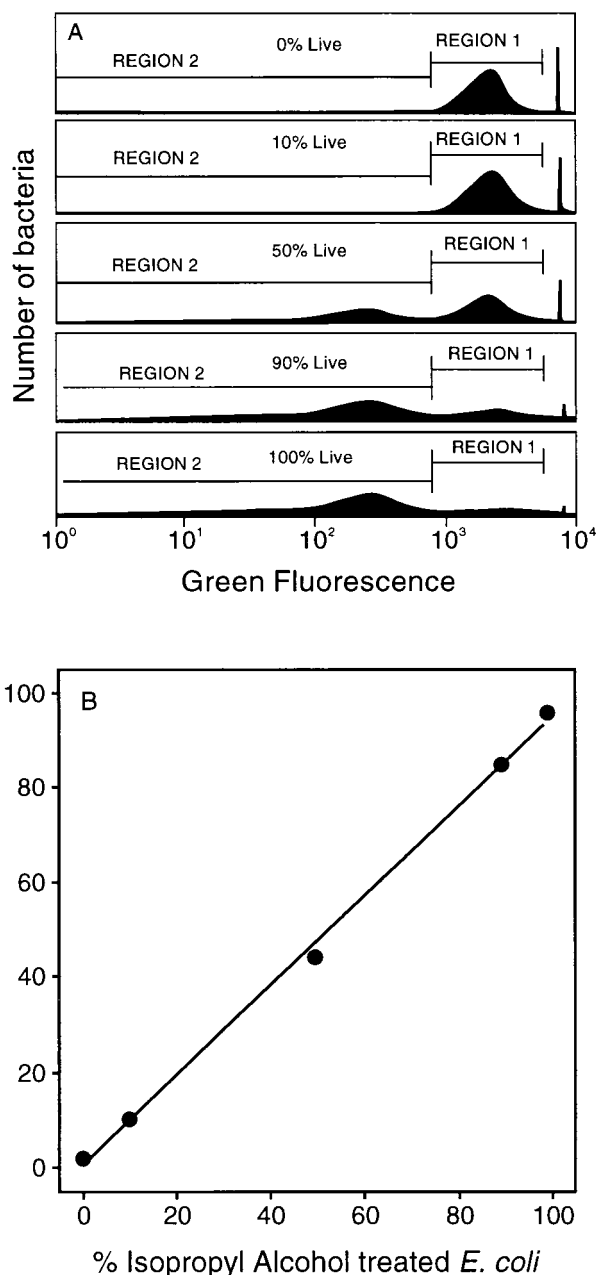 A
0% Live
REGION 1
REGION 2
10% Live
REGION 1
REGION 2
50% Live
REGION 1
REGION 2
90% Live
REGION 1
REGION 2
100% Live
REGION 1
REGION 2
Number of bacteria
10⁰ 10¹ 10² 10³ 10⁴
Green Fluorescence
B
100
80
60
40
20
0
0 20 40 60 80 100
% Isopropyl Alcohol treated E. coli